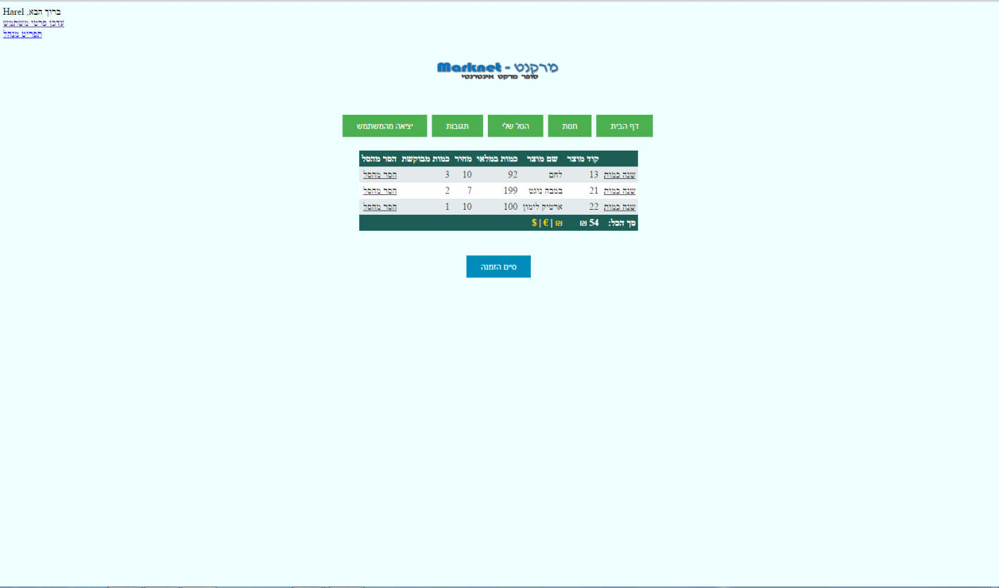 ברוך הבא, Harel
עדכן פרטי משתמש
תפריט מנהל
מרקנט - Marknet
סופר מרקט אינטרנטי
דף הבית חנות הסל שלי תגובות יציאה מהמשתמש
קוד מוצר שם מוצר כמות במלאי מחיר כמות מבוקשת הסר מהסל
שנה כמות 13 לחם 92 10 3 הסר מהסל
שנה כמות 21 במבה נוגט 199 7 2 הסר מהסל
שנה כמות 22 ארטיק לימון 100 10 1 הסר מהסל
סך הכל: 54 ₪ ₪ | € | $
סיים הזמנה